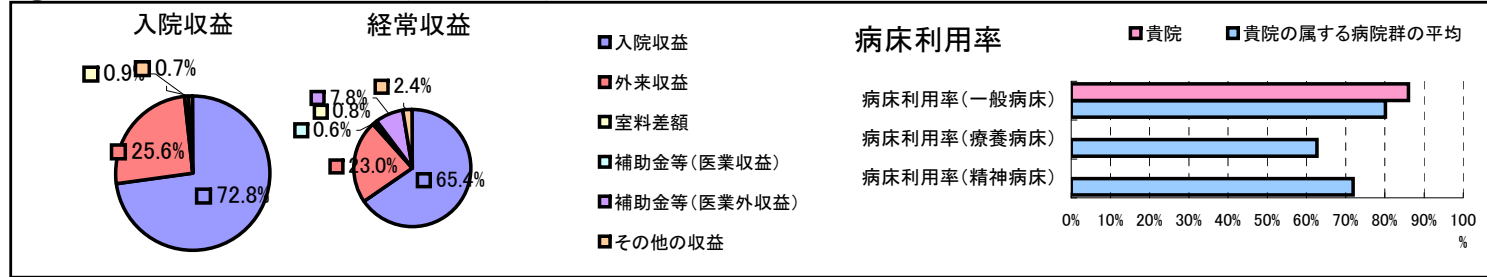 入院収益
0.9%
0.7%
25.6%
72.8%
経常収益
7.8%
2.4%
0.8%
0.6%
23.0%
65.4%
入院収益
外来収益
室料差額
補助金等(医業収益)
補助金等(医業外収益)
その他の収益
病床利用率
貴院
貴院の属する病院群の平均
病床利用率(一般病床)
病床利用率(療養病床)
病床利用率(精神病床)
0% 10% 20% 30% 40% 50% 60% 70% 80% 90% 100
%